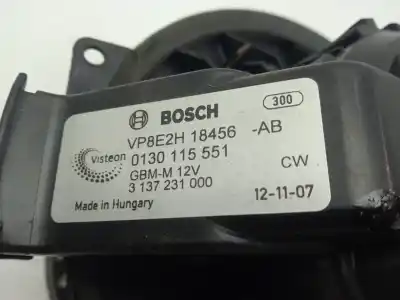 BOSCH
300
VP8E2H 18456 -AB
Visteon
0130 115 551
GBM-M 12V
CW
3 137 231 000
Made in Hungary
12-11-07